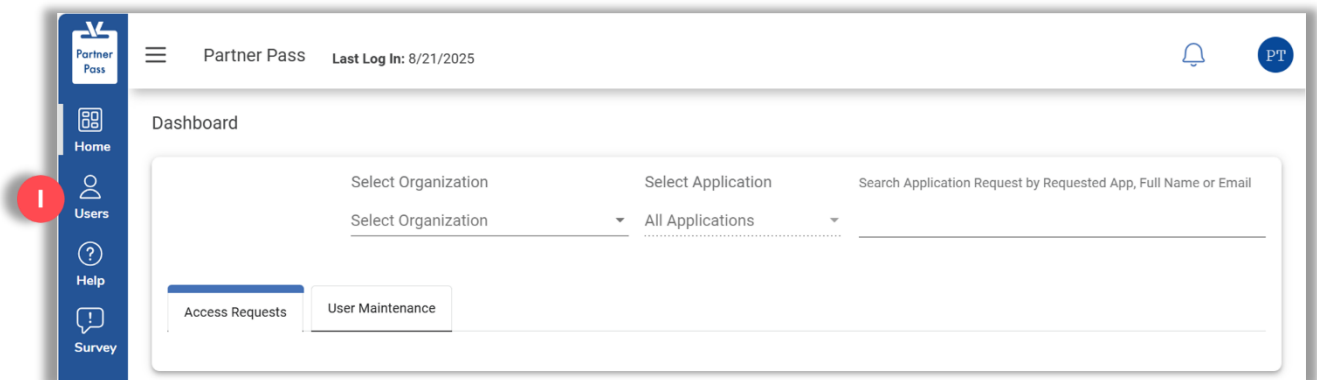 Partner
Pass
Partner Pass Last Log In: 8/21/2025
PT
Home
Dashboard
Select Organization Select Application Search Application Request by Requested App, Full Name or Email
I
Users
Select Organization All Applications
Help
Access Requests User Maintenance
Survey